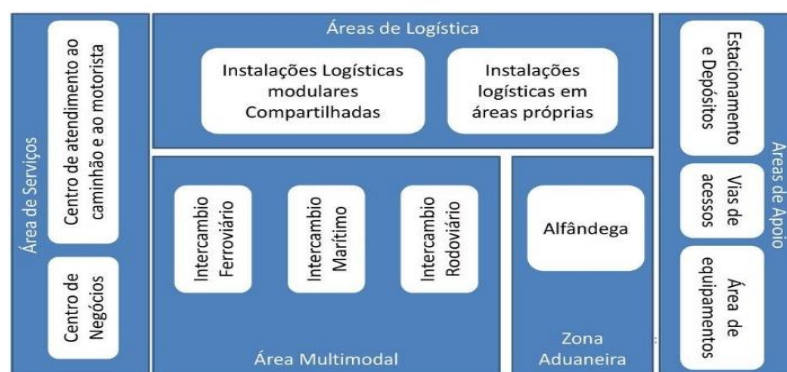 Área de Serviços
Centro de atendimento ao
caminhão e ao motorista
Centro de
Negócios
Áreas de Logística
Instalações Logísticas
modulares
Compartilhadas
Instalações
logísticas em
áreas próprias
Intercambio
Ferroviário
Intercambio
Marítimo
Intercambio
Rodoviário
Área Multimodal
Alfândega
Zona
Aduaneira
Estacionamento
e Depósitos
Vias de
acessos
Área de
equipamentos
Áreas de Apoio